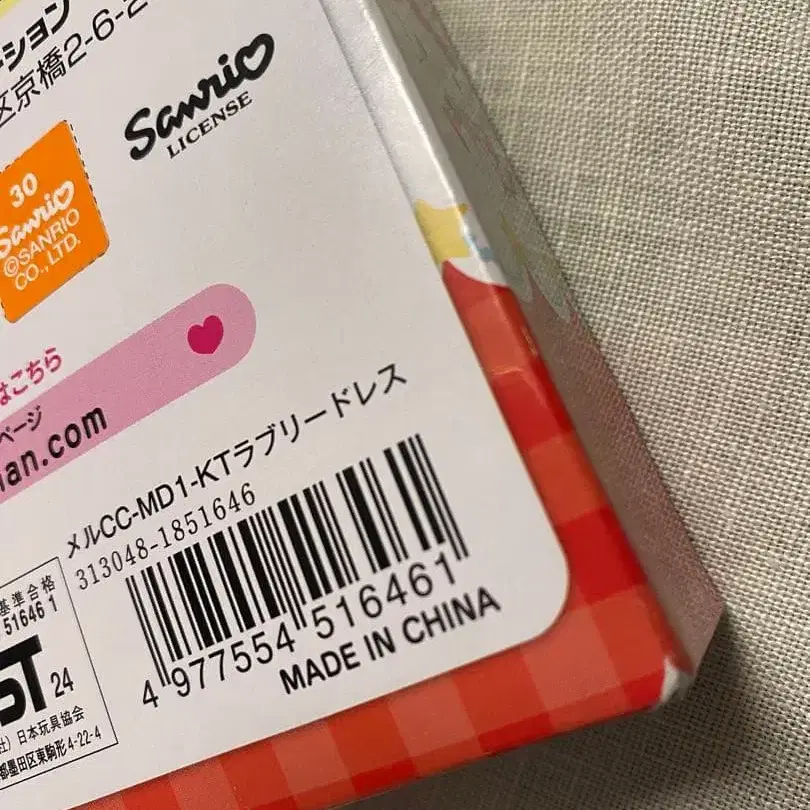 ーション
区京橋2-6-2
Sanrio
LICENSE
30
Sanrio
©SANRIO
CO., LTD.
はこちら
ページ
an.com
メルCC-MD1-KTラブリードレス
313048-1851646
4 977554 516461
MADE IN CHINA
基準合格
51646 1
ST 24
社) 日本玩具協会
都墨田区東駒形4-22-4